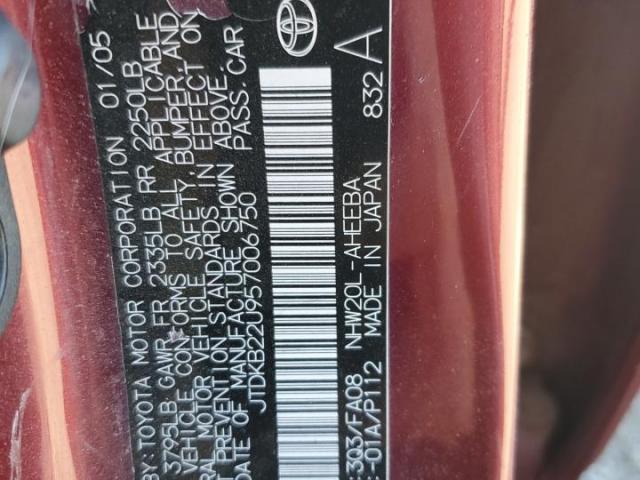 BY: TOYOTA MOTOR CORPORATION 01/05
3795LB GAWR FR 2335LB RR 2250LB
VEHICLE CONFORMS TO ALL APPLICABLE
ERAL MOTOR VEHICLE SAFETY, BUMPER, AND
T PREVENTION STANDARDS IN EFFECT ON
DATE OF MANUFACTURE SHOWN ABOVE.
JTDKB22U957006750 PASS. CAR
:3Q3/FA08 NHW20L-AHEEBA 832 A
:-01A/P112 MADE IN JAPAN